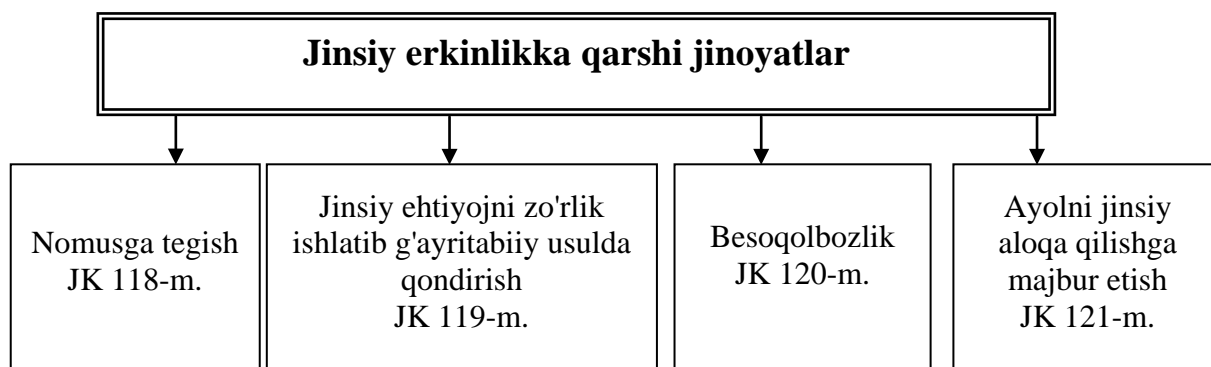 Jinsiy erkinlikka qarshi jinoyatlar
Nomusga tegish
JK 118-m.
Jinsiy ehtiyojni zo'rlik
ishlatib g'ayritabiiy usulda
qondirish
JK 119-m.
Besoqolbozlik
JK 120-m.
Ayolni jinsiy
aloqa qilishga
majbur etish
JK 121-m.